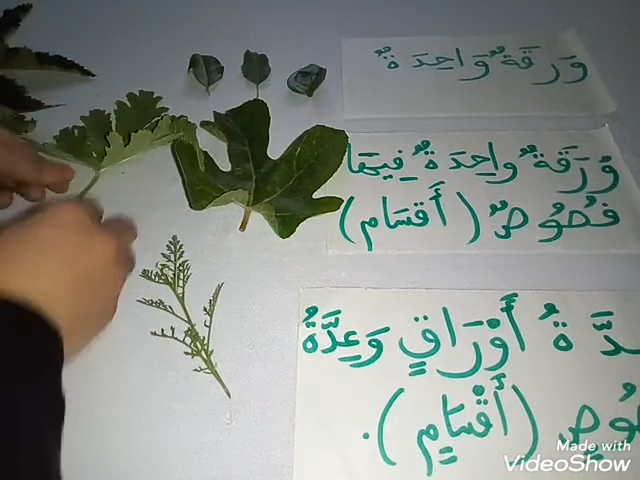 وَرَقَةٌ وَاحِدَةٌ
وَرَقَةٌ وَاحِدَةٌ فِيهَا
فُصُوصٌ (أَقْسَام)
أَوْرَاقٍ وَعِدَّةُ
(أَقْسَامٍ).
Made with
VideoShow